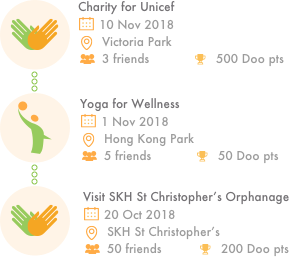 Charity for Unicef
10 Nov 2018
Victoria Park
3 friends 500 Doo pts
Yoga for Wellness
1 Nov 2018
Hong Kong Park
5 friends 50 Doo pts
Visit SKH St Christopher's Orphanage
20 Oct 2018
SKH St Christopher's
50 friends 200 Doo pts